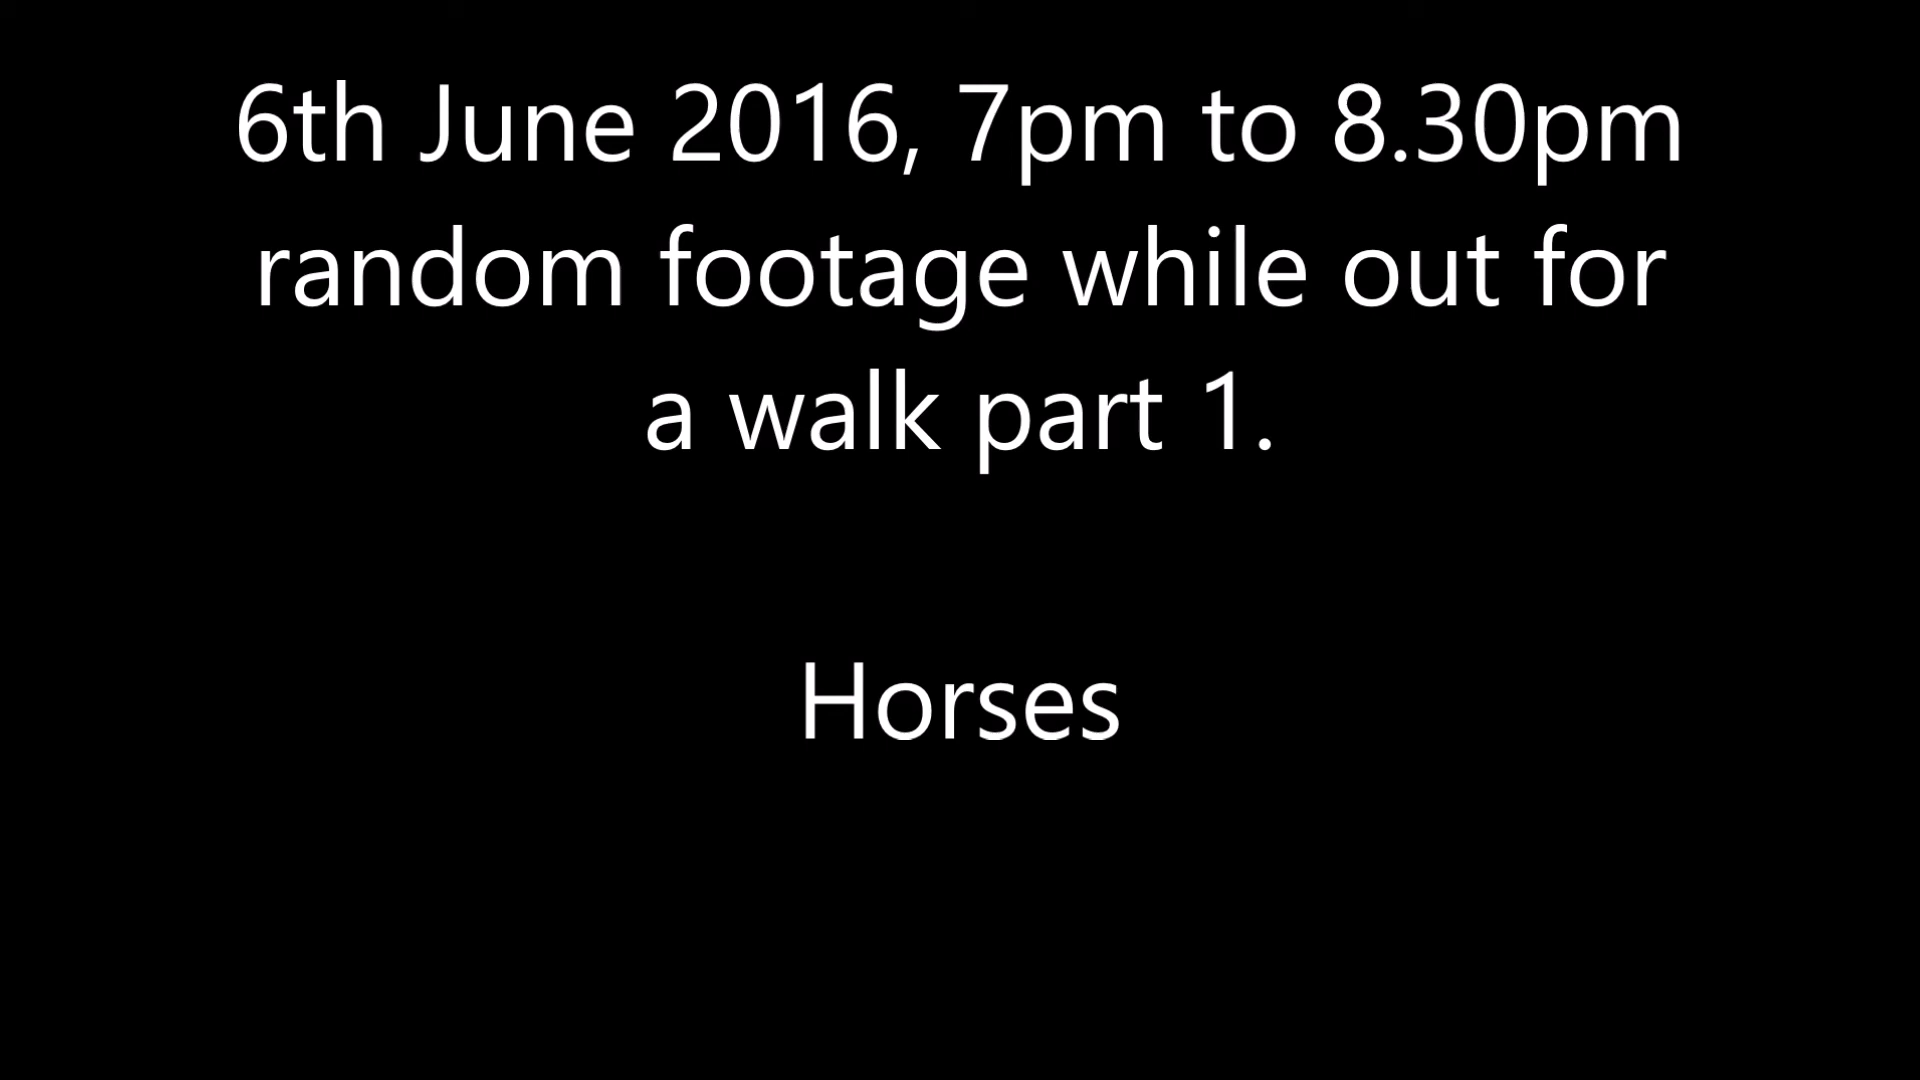 6th June 2016, 7pm to 8.30pm
random footage while out for
a walk part 1.
Horses